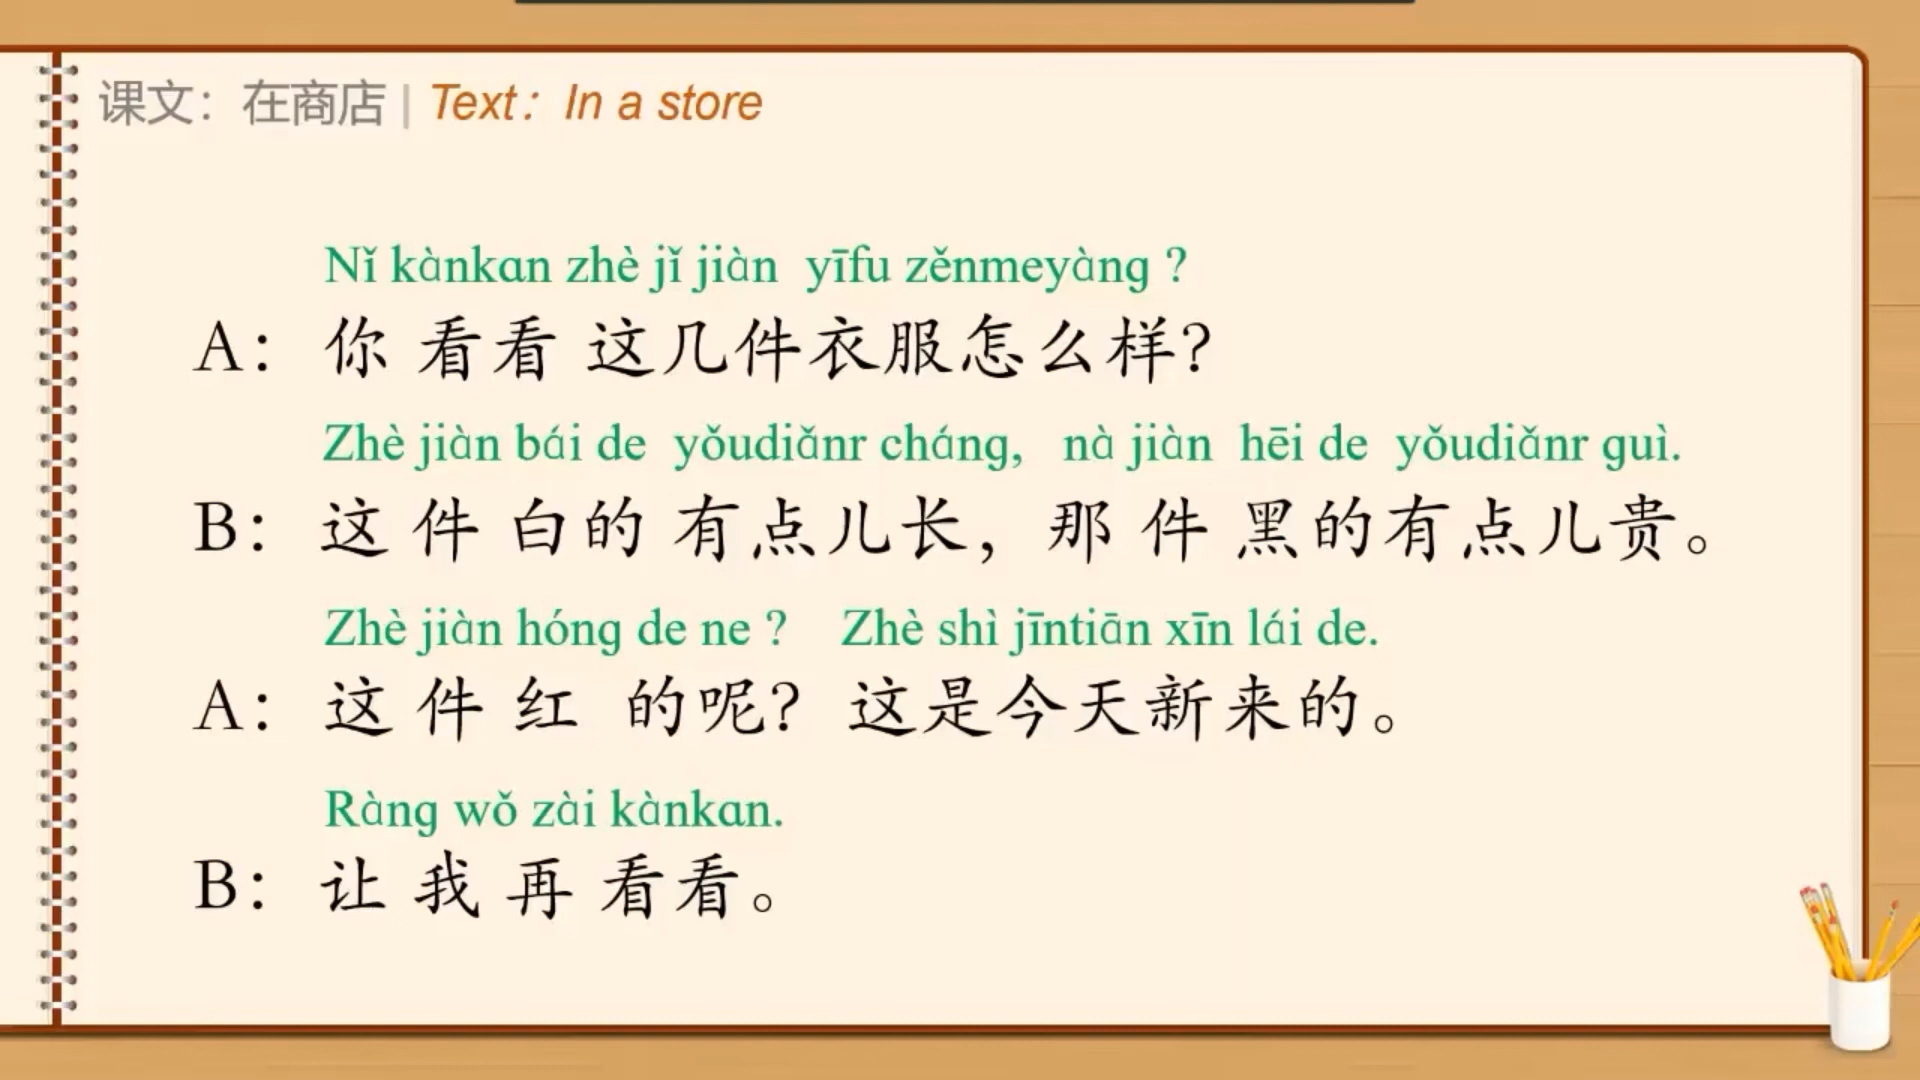 课文：在商店 | Text：In a store
Nǐ kànkan zhè jǐ jiàn yīfu zěnmeyàng ?
A： 你 看看 这几件衣服怎么样？
Zhè jiàn bái de yǒudiǎnr cháng, nà jiàn hēi de yǒudiǎnr guì.
B： 这 件 白的 有点儿长，那 件 黑的有点儿贵。
Zhè jiàn hóng de ne ? Zhè shì jīntiān xīn lái de.
A： 这 件 红 的呢？这是今天新来的。
Ràng wǒ zài kànkan.
B： 让 我 再 看看。